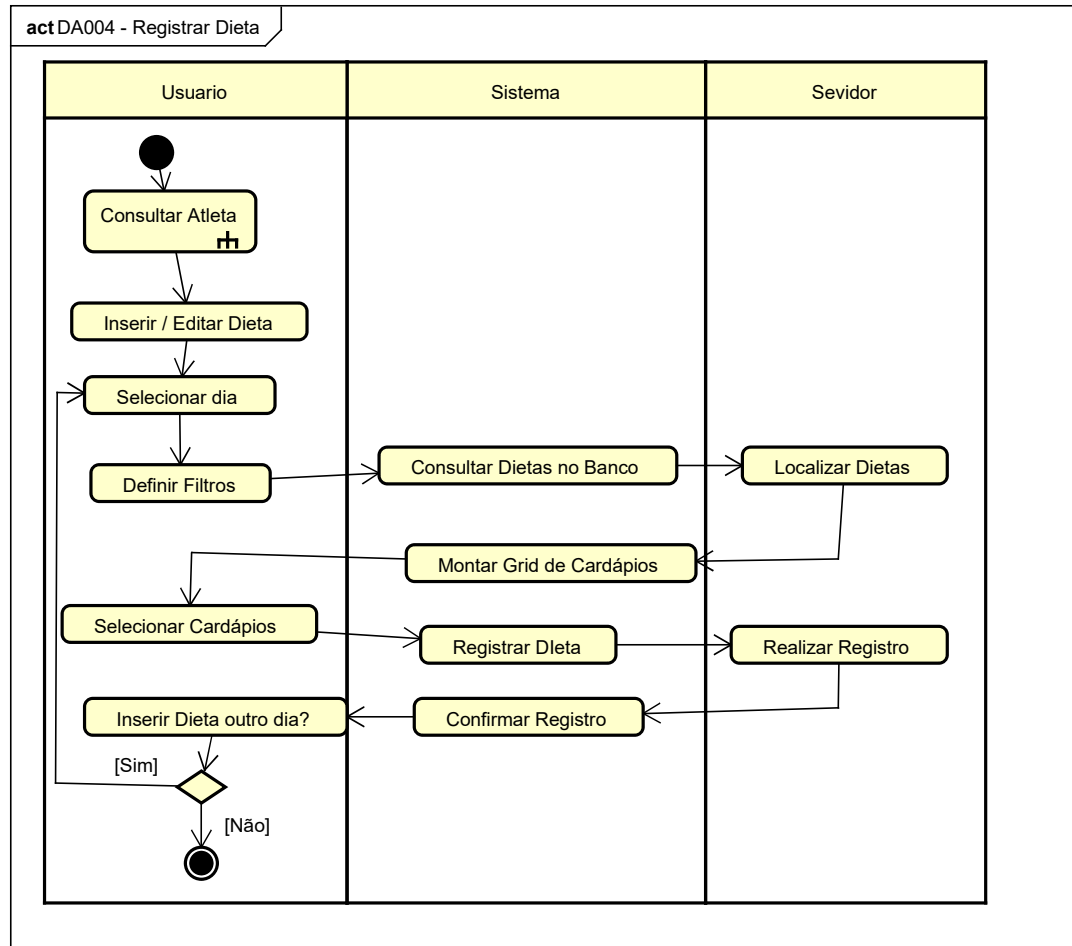 act DA004 - Registrar Dieta
Usuario
Sistema
Sevidor
Consultar Atleta
Inserir / Editar Dieta
Selecionar dia
Definir Filtros
Consultar Dietas no Banco
Localizar Dietas
Montar Grid de Cardápios
Selecionar Cardápios
Registrar DIeta
Realizar Registro
Inserir Dieta outro dia?
Confirmar Registro
[Sim]
[Não]